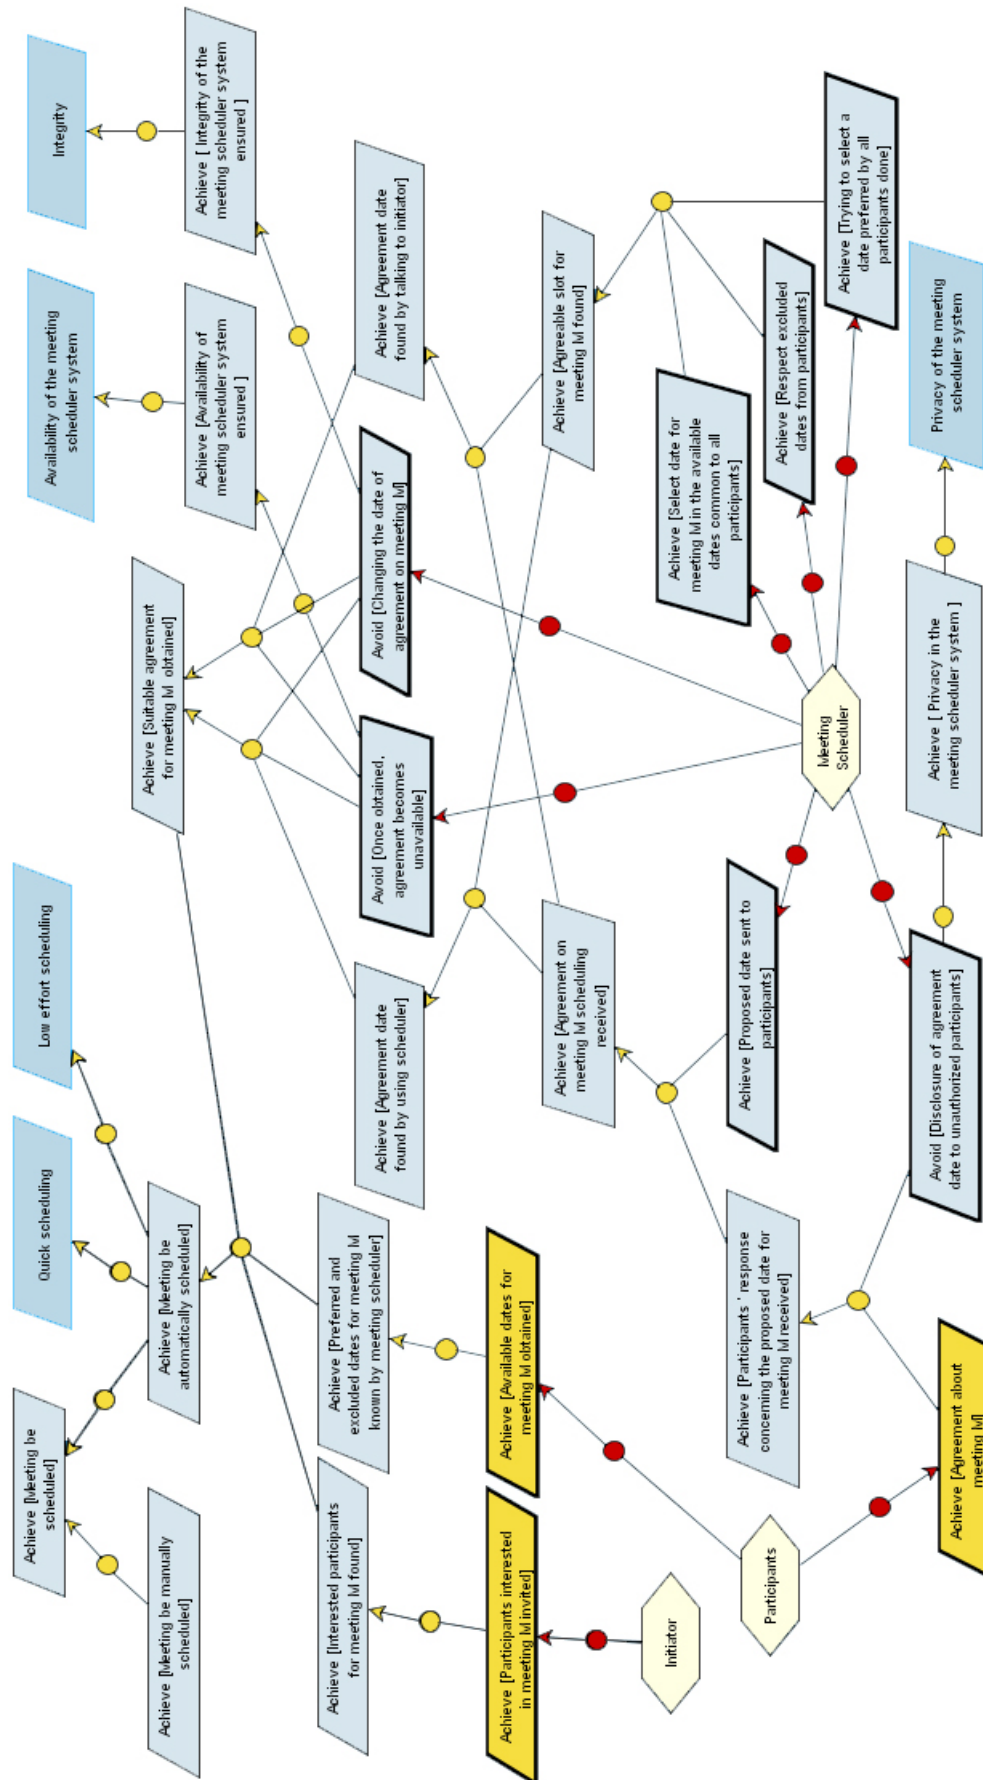 Achieve [Meeting be
scheduled]
Quick scheduling
Low effort scheduling
Availability of the meeting
scheduler system
Integrity
Achieve [Meeting be manually
scheduled]
Achieve [Meeting be
automatically scheduled]
Achieve [Suitable agreement
for meeting M obtained]
Achieve [Availability of
meeting scheduler system
ensured ]
Achieve [ Integrity of the
meeting scheduler system
ensured ]
Achieve [Interested participants
for meeting M found]
Achieve [Preferred and
excluded dates for meeting M
known by meeting scheduler]
Achieve [Agreement date
found by using scheduler]
Avoid [Once obtained,
agreement becomes
unavailable]
Avoid [Changing the date of
agreement on meeting M]
Achieve [Agreement date
found by talking to initiator]
Achieve [Participants interested
in meeting M invited]
Achieve [Available dates for
meeting M obtained]
Achieve [Agreement on
meeting M scheduling
received]
Achieve [Agreeable slot for
meeting M found]
Initiator
Achieve [Participants ' response
concerning the proposed date for
meeting M received]
Achieve [Proposed date sent to
participants]
Achieve [Select date for
meeting M in the available
dates common to all
participants]
Achieve [Respect excluded
dates from participants]
Achieve [Trying to select a
date preferred by all
participants done]
Participants
Meeting
Scheduler
Achieve [Agreement about
meeting M]
Avoid [Disclosure of agreement
date to unauthorized participants]
Achieve [ Privacy in the
meeting scheduler system ]
Privacy of the meeting
scheduler system